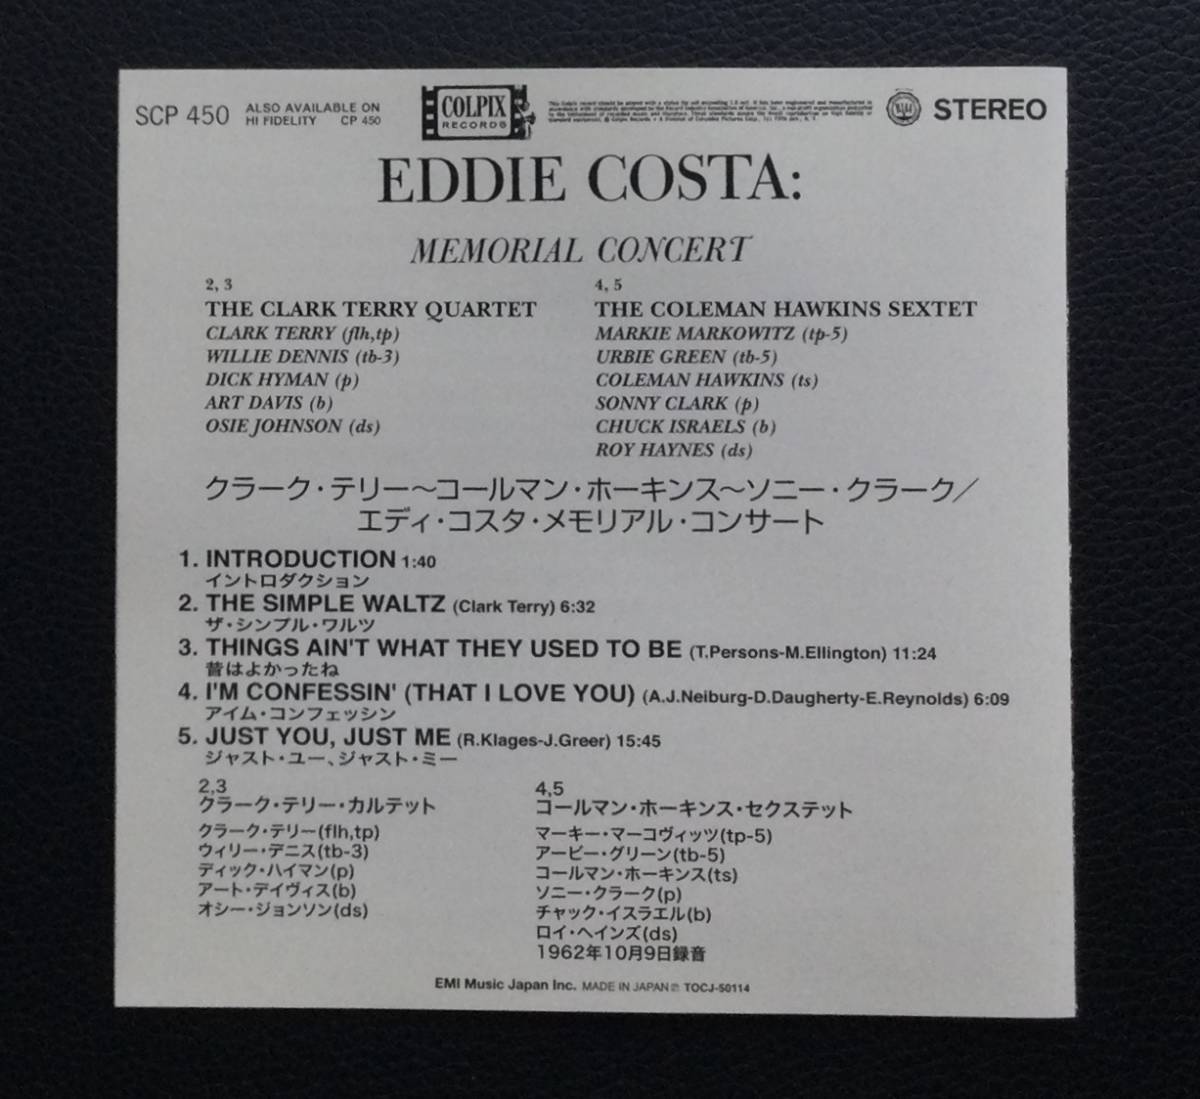 SCP 450
ALSO AVAILABLE ON
HI FIDELITY CP 450
COLPIX
RECORDS
STEREO
EDDIE COSTA:
MEMORIAL CONCERT
2, 3
THE CLARK TERRY QUARTET
CLARK TERRY (flh,tp)
WILLIE DENNIS (tb-3)
DICK HYMAN (p)
ART DAVIS (b)
OSIE JOHNSON (ds)
4, 5
THE COLEMAN HAWKINS SEXTET
MARKIE MARKOWITZ (tp-5)
URBIE GREEN (tb-5)
COLEMAN HAWKINS (ts)
SONNY CLARK (p)
CHUCK ISRAELS (b)
ROY HAYNES (ds)
クラーク・テリー〜コールマン・ホーキンス〜ソニー・クラーク／
エディ・コスタ・メモリアル・コンサート
1. INTRODUCTION 1:40
イントロダクション
2. THE SIMPLE WALTZ (Clark Terry) 6:32
ザ・シンプル・ワルツ
3. THINGS AIN'T WHAT THEY USED TO BE (T.Persons-M.Ellington) 11:24
昔はよかったね
4. I'M CONFESSIN' (THAT I LOVE YOU) (A.J.Neiburg-D.Daugherty-E.Reynolds) 6:09
アイム・コンフェッシン
5. JUST YOU, JUST ME (R.Klages-J.Greer) 15:45
ジャスト・ユー、ジャスト・ミー
2,3
クラーク・テリー・カルテット
クラーク・テリー(flh,tp)
ウィリー・デニス(tb-3)
ディック・ハイマン(p)
アート・デイヴィス(b)
オシー・ジョンソン(ds)
4,5
コールマン・ホーキンス・セクステット
マーキー・マーコヴィッツ(tp-5)
アービー・グリーン(tb-5)
コールマン・ホーキンス(ts)
ソニー・クラーク(p)
チャック・イスラエル(b)
ロイ・ヘインズ(ds)
1962年10月9日録音
EMI Music Japan Inc. MADE IN JAPAN TOCJ-50114